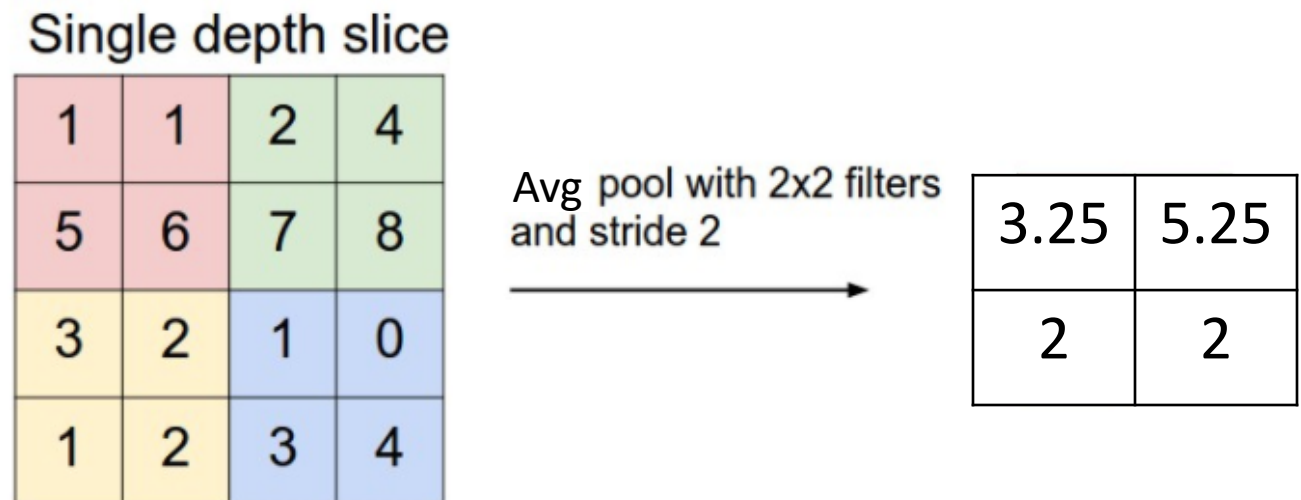 Single depth slice
1 1 2 4
5 6 7 8
3 2 1 0
1 2 3 4
Avg pool with 2x2 filters
and stride 2
3.25 5.25
2 2